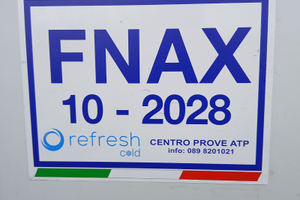 FNAX
10 - 2028
refresh
cold
CENTRO PROVE ATP
info: 089 8201021